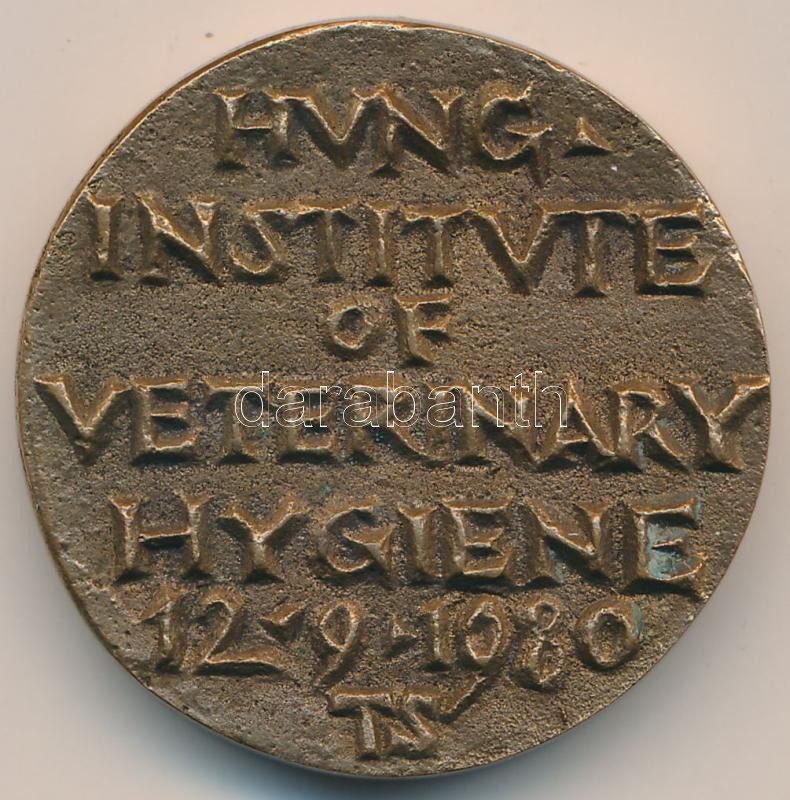 HVNG.
INSTITVTE
OF
VETERINARY
HYGIENE
12.9.1980
TS
darabanth